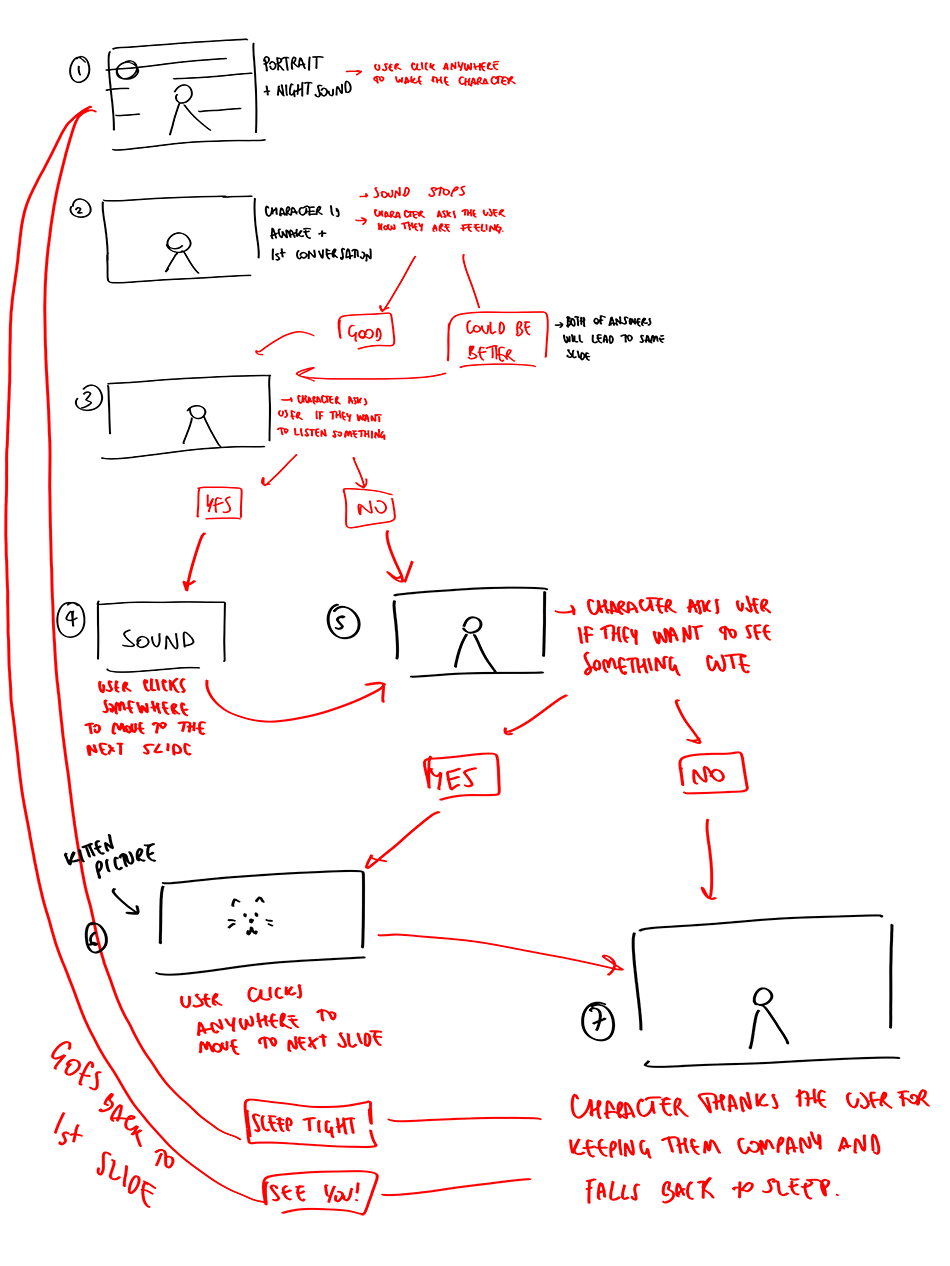 1
PORTRAIT
+ NIGHT SOUND
→ USER CLICK ANYWHERE
TO WAKE THE CHARACTER
2
CHARACTER IS
AWAKE +
1st CONVERSATION
→ SOUND STOPS
→ CHARACTER ASKS THE USER
HOW THEY ARE FEELING.
GOOD
COULD BE
BETTER
→ BOTH OF ANSWERS
WILL LEAD TO SAME
SLIDE
3
→ CHARACTER ASKS
USER IF THEY WANT
TO LISTEN SOMETHING
YES
NO
4
SOUND
USER CLICKS
SOMEWHERE
TO MOVE TO THE
NEXT SLIDE
5
→ CHARACTER ASKS USER
IF THEY WANT TO SEE
SOMETHING CUTE
YES
NO
KITTEN
PICTURE
6
USER CLICKS
ANYWHERE TO
MOVE TO NEXT SLIDE
7
CHARACTER THANKS THE USER FOR
KEEPING THEM COMPANY AND
FALLS BACK TO SLEEP.
SLEEP TIGHT
SEE YOU!
GOES BACK TO
1st SLIDE